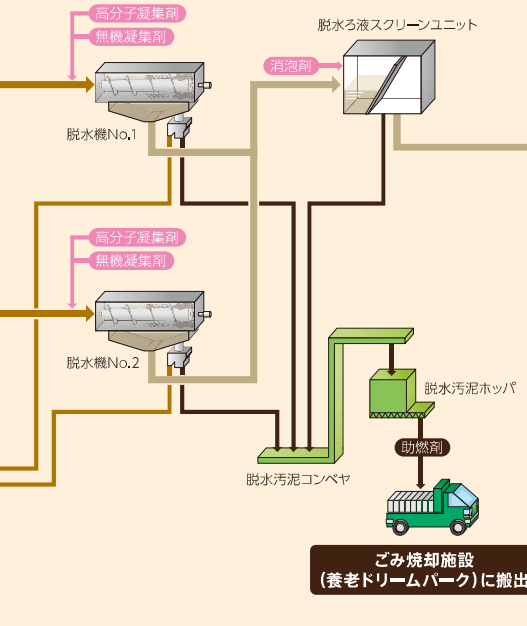 高分子凝集剤
無機凝集剤
脱水ろ液スクリーンユニット
消泡剤
脱水機No.1
高分子凝集剤
無機凝集剤
脱水機No.2
脱水汚泥ホッパ
助燃剤
脱水汚泥コンベヤ
ごみ焼却施設
(養老ドリームパーク)に搬出